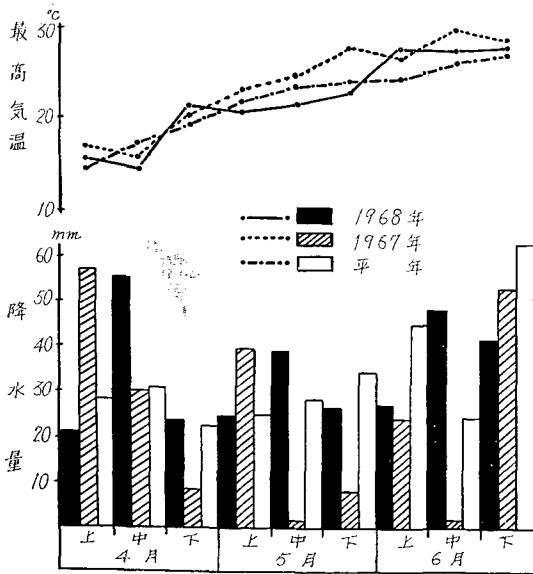 ℃
30
20
10
最高気温
1968年
1967年
平年
mm
60
50
40
30
20
10
降水量
上 中 下 上 中 下 上 中 下
4月 5月 6月